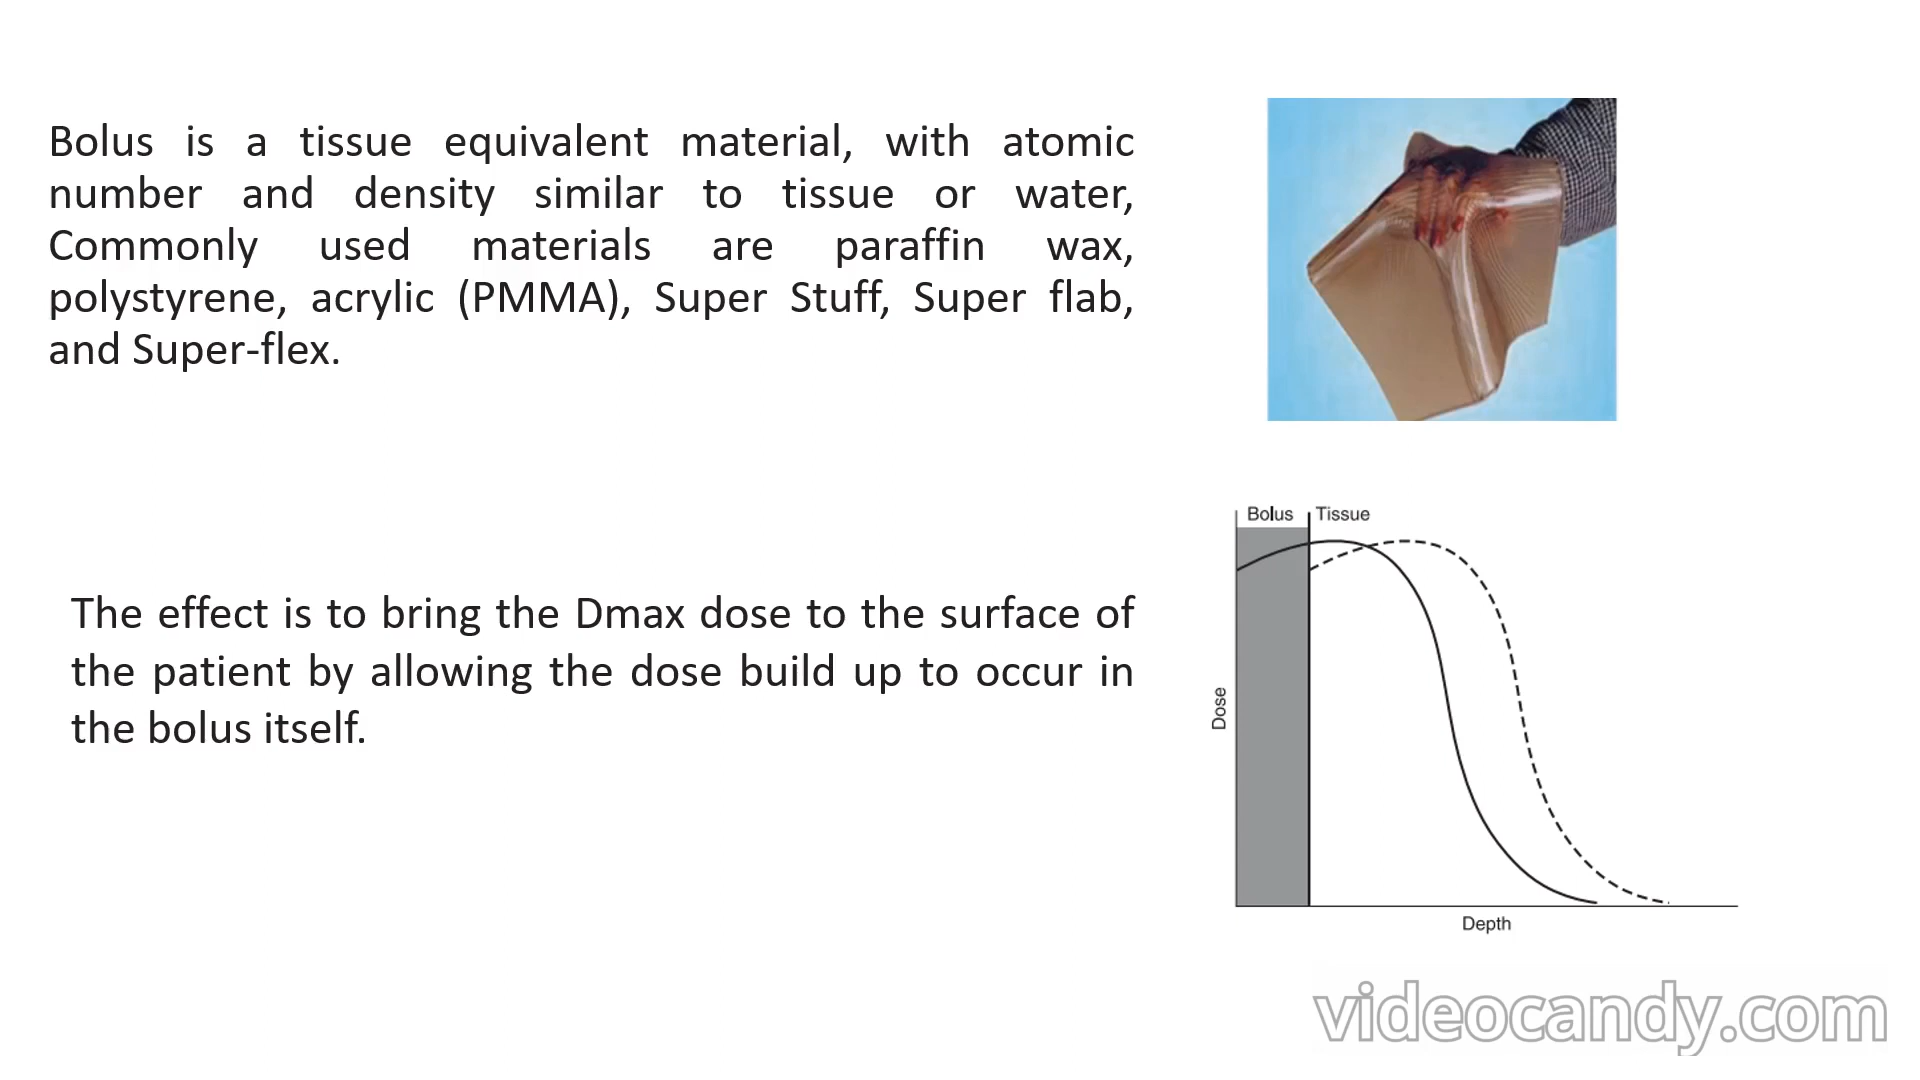 Bolus is a tissue equivalent material, with atomic
number and density similar to tissue or water,
Commonly used materials are paraffin wax,
polystyrene, acrylic (PMMA), Super Stuff, Super flab,
and Super-flex.
Bolus
Tissue
The effect is to bring the Dmax dose to the surface of
the patient by allowing the dose build up to occur in
the bolus itself.
Dose
Depth
videocandy.com